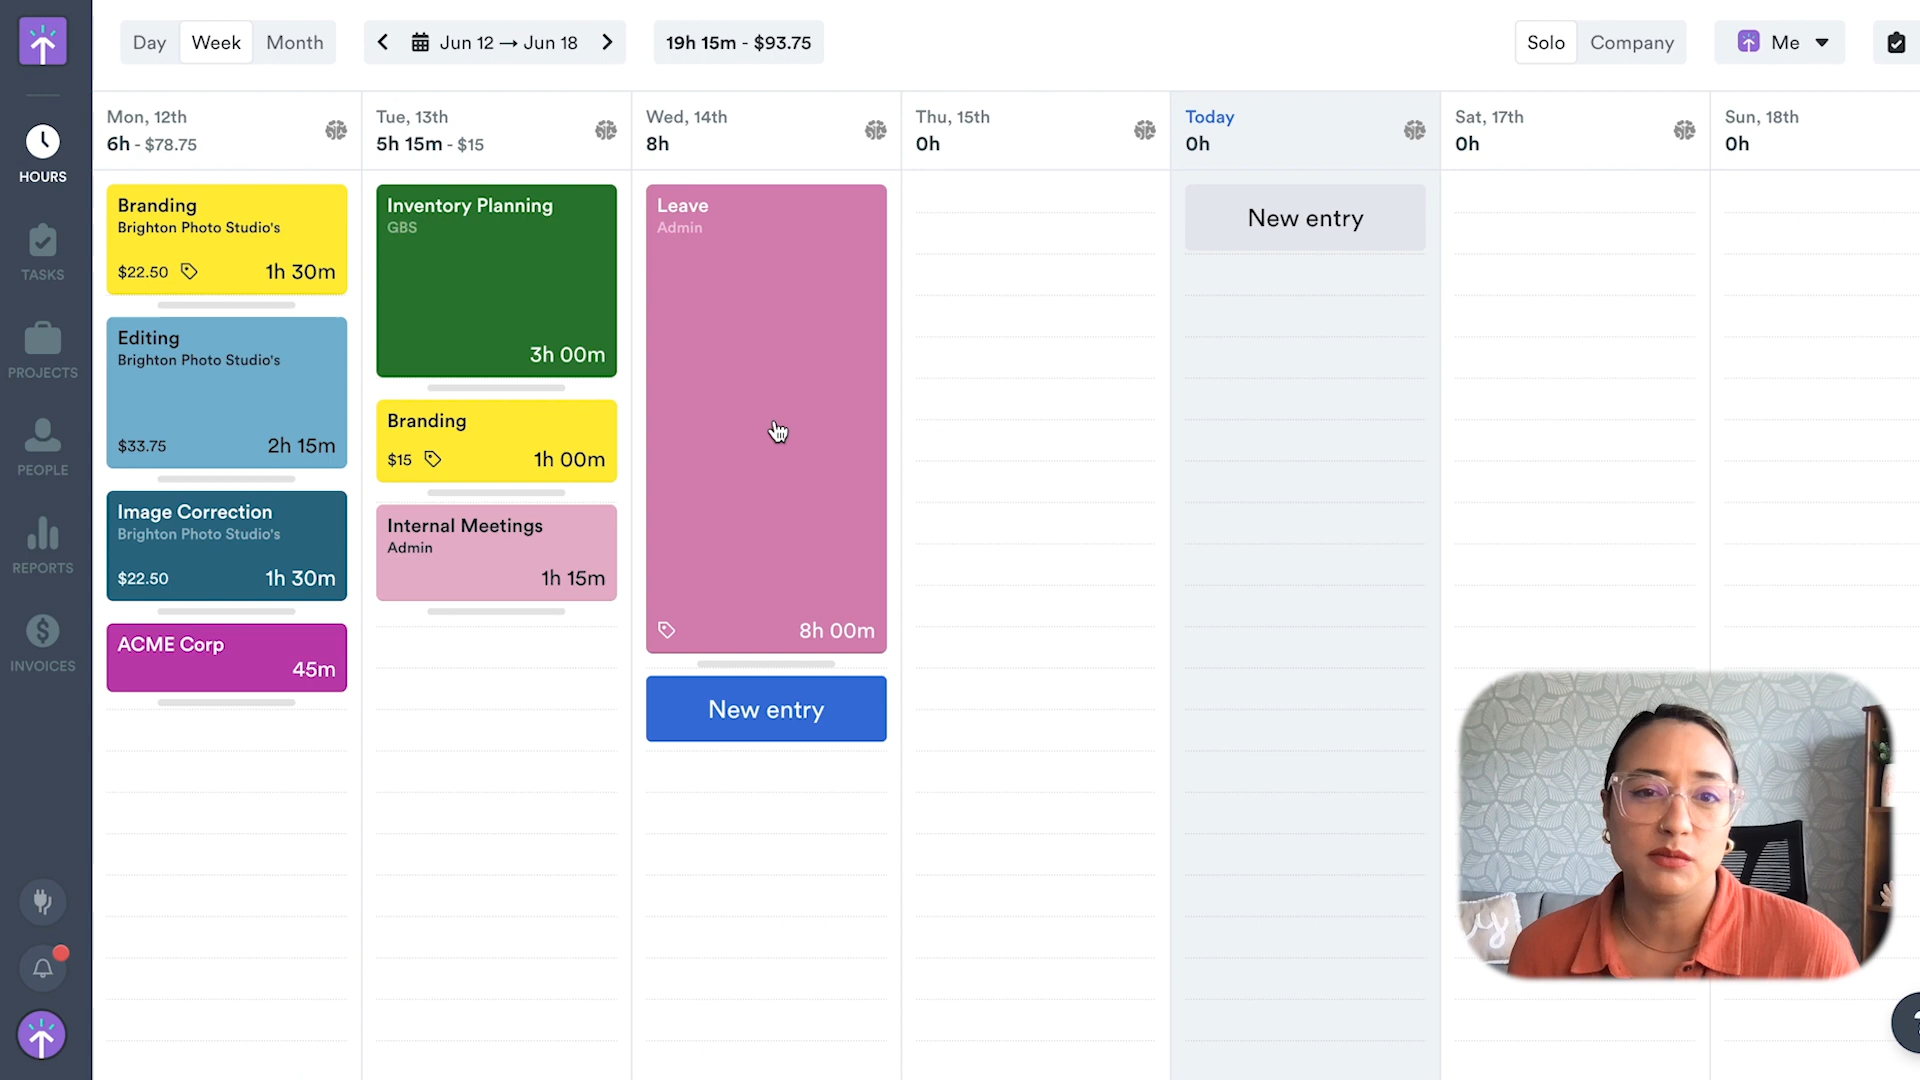 Day Week Month
Jun 12 → Jun 18
19h 15m - $93.75
Solo Company
Me
HOURS
TASKS
PROJECTS
PEOPLE
REPORTS
INVOICES
Mon, 12th
6h - $78.75
Tue, 13th
5h 15m - $15
Wed, 14th
8h
Thu, 15th
0h
Today
0h
Sat, 17th
0h
Sun, 18th
0h
Branding
Brighton Photo Studio's
$22.50 1h 30m
Editing
Brighton Photo Studio's
$33.75 2h 15m
Image Correction
Brighton Photo Studio's
$22.50 1h 30m
ACME Corp
45m
Inventory Planning
GBS
3h 00m
Branding
$15 1h 00m
Internal Meetings
Admin
1h 15m
Leave
Admin
8h 00m
New entry
New entry